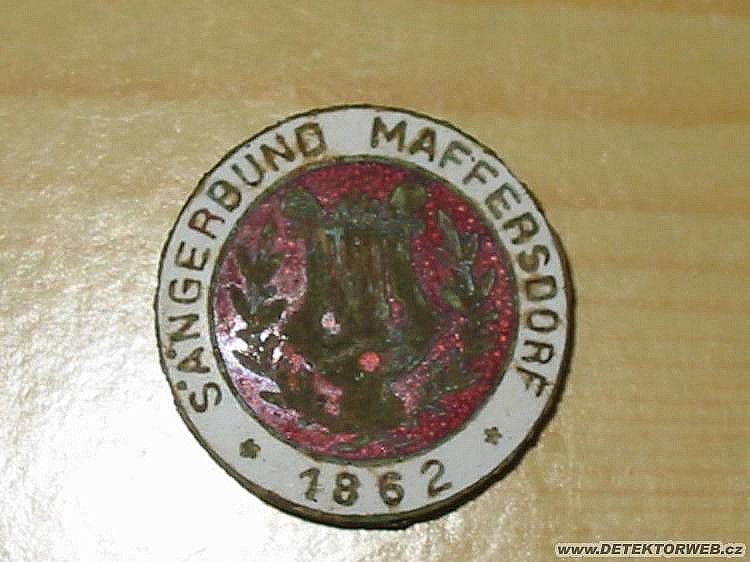 SÄNGERBUND MAFFERSDORF
* 1862 *
www.DETEKTORWEB.cz